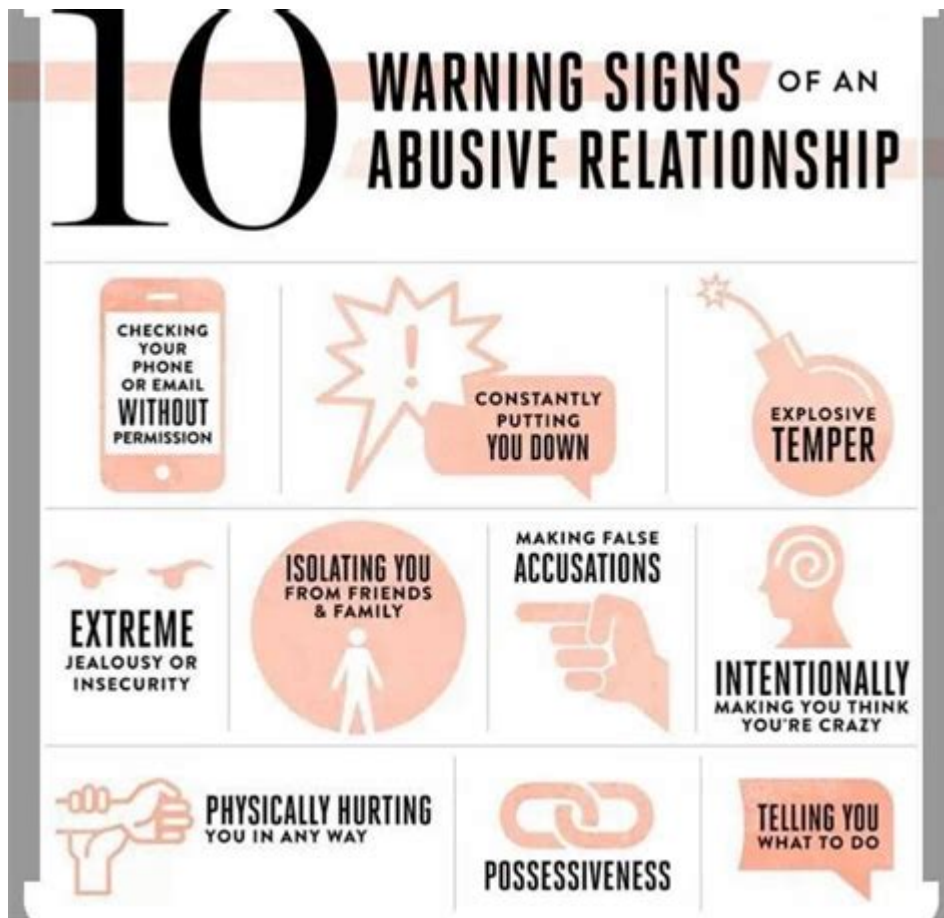 10 WARNING SIGNS OF AN
ABUSIVE RELATIONSHIP
CHECKING
YOUR
PHONE
OR EMAIL
WITHOUT
PERMISSION
!
CONSTANTLY
PUTTING
YOU DOWN
EXPLOSIVE
TEMPER
EXTREME
JEALOUSY OR
INSECURITY
ISOLATING YOU
FROM FRIENDS
& FAMILY
MAKING FALSE
ACCUSATIONS
INTENTIONALLY
MAKING YOU THINK
YOU'RE CRAZY
PHYSICALLY HURTING
YOU IN ANY WAY
POSSESSIVENESS
TELLING YOU
WHAT TO DO